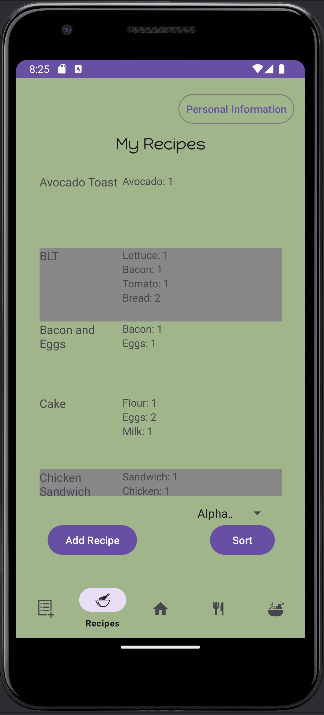 8:25
Personal Information
My Recipes
Avocado Toast Avocado: 1
BLT Lettuce: 1
Bacon: 1
Tomato: 1
Bread: 2
Bacon and Bacon: 1
Eggs Eggs: 1
Cake Flour: 1
Eggs: 2
Milk: 1
Chicken Sandwich: 1
Sandwich Chicken: 1
Alpha..
Add Recipe Sort
Recipes